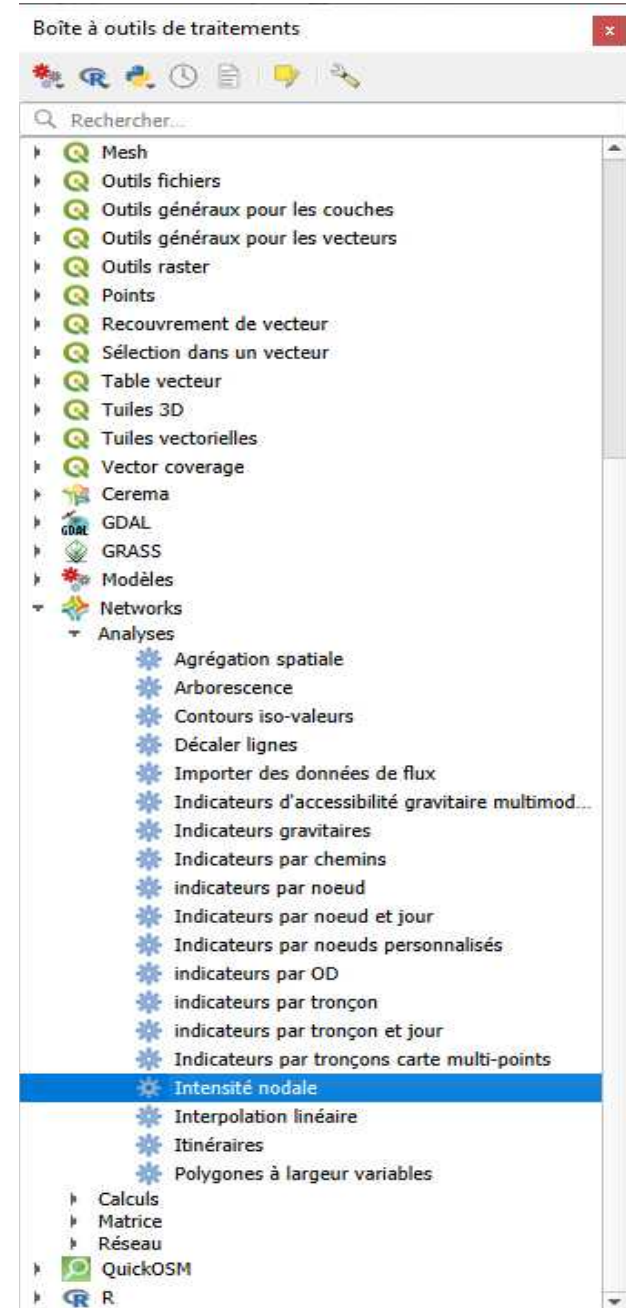 Boîte à outils de traitements
Rechercher...
Mesh
Outils fichiers
Outils généraux pour les couches
Outils généraux pour les vecteurs
Outils raster
Points
Recouvrement de vecteur
Sélection dans un vecteur
Table vecteur
Tuiles 3D
Tuiles vectorielles
Vector coverage
Cerema
GDAL GDAL
GRASS
Modèles
Networks
Analyses
Agrégation spatiale
Arborescence
Contours iso-valeurs
Décaler lignes
Importer des données de flux
Indicateurs d'accessibilité gravitaire multimod...
Indicateurs gravitaires
Indicateurs par chemins
indicateurs par noeud
Indicateurs par noeud et jour
Indicateurs par noeuds personnalisés
indicateurs par OD
indicateurs par tronçon
indicateurs par tronçon et jour
Indicateurs par tronçons carte multi-points
Intensité nodale
Interpolation linéaire
Itinéraires
Polygones à largeur variables
Calculs
Matrice
Réseau
QuickOSM
R